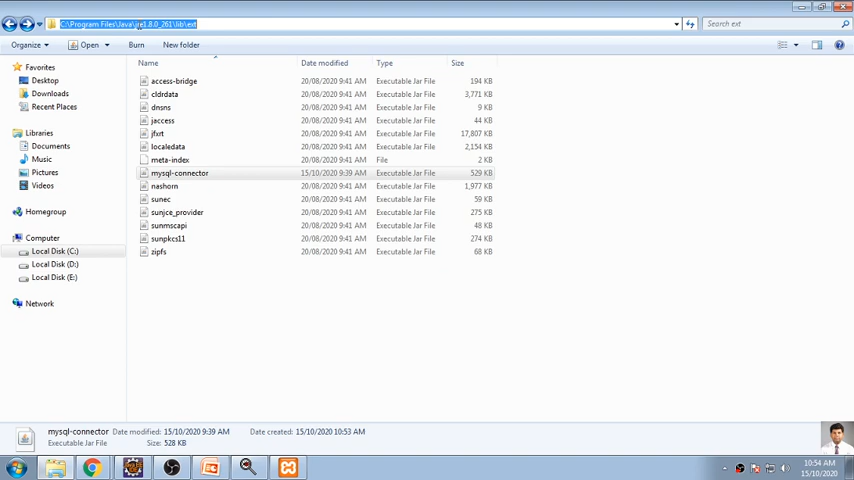 C:\Program Files\Java\jre1.8.0_261\lib\ext
Search ext
Organize Open Burn New folder
Name Date modified Type Size
Favorites
Desktop
Downloads
Recent Places
Libraries
Documents
Music
Pictures
Videos
Homegroup
Computer
Local Disk (C:)
Local Disk (D:)
Local Disk (E:)
Network
access-bridge 20/08/2020 9:41 AM Executable Jar File 194 KB
cldrdata 20/08/2020 9:41 AM Executable Jar File 3,771 KB
dnsns 20/08/2020 9:41 AM Executable Jar File 9 KB
jaccess 20/08/2020 9:41 AM Executable Jar File 44 KB
jfxrt 20/08/2020 9:41 AM Executable Jar File 17,807 KB
localedata 20/08/2020 9:41 AM Executable Jar File 2,154 KB
meta-index 20/08/2020 9:41 AM File 2 KB
mysql-connector 15/10/2020 9:39 AM Executable Jar File 529 KB
nashorn 20/08/2020 9:41 AM Executable Jar File 1,977 KB
sunec 20/08/2020 9:41 AM Executable Jar File 59 KB
sunjce_provider 20/08/2020 9:41 AM Executable Jar File 275 KB
sunmscapi 20/08/2020 9:41 AM Executable Jar File 48 KB
sunpkcs11 20/08/2020 9:41 AM Executable Jar File 274 KB
zipfs 20/08/2020 9:41 AM Executable Jar File 68 KB
mysql-connector Date modified: 15/10/2020 9:39 AM Date created: 15/10/2020 10:53 AM
Executable Jar File Size: 528 KB
10:54 AM
15/10/2020